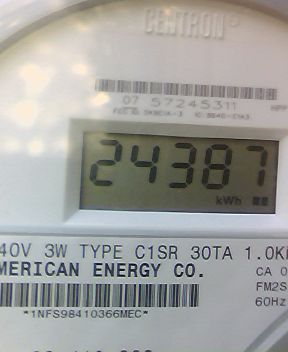 CENTRON®
07 57245311
24387
kWh
40V 3W TYPE C1SR 30TA 1.0K
MERICAN ENERGY CO.
CA 0
FM2S
60Hz
*1NFS98410366MEC*